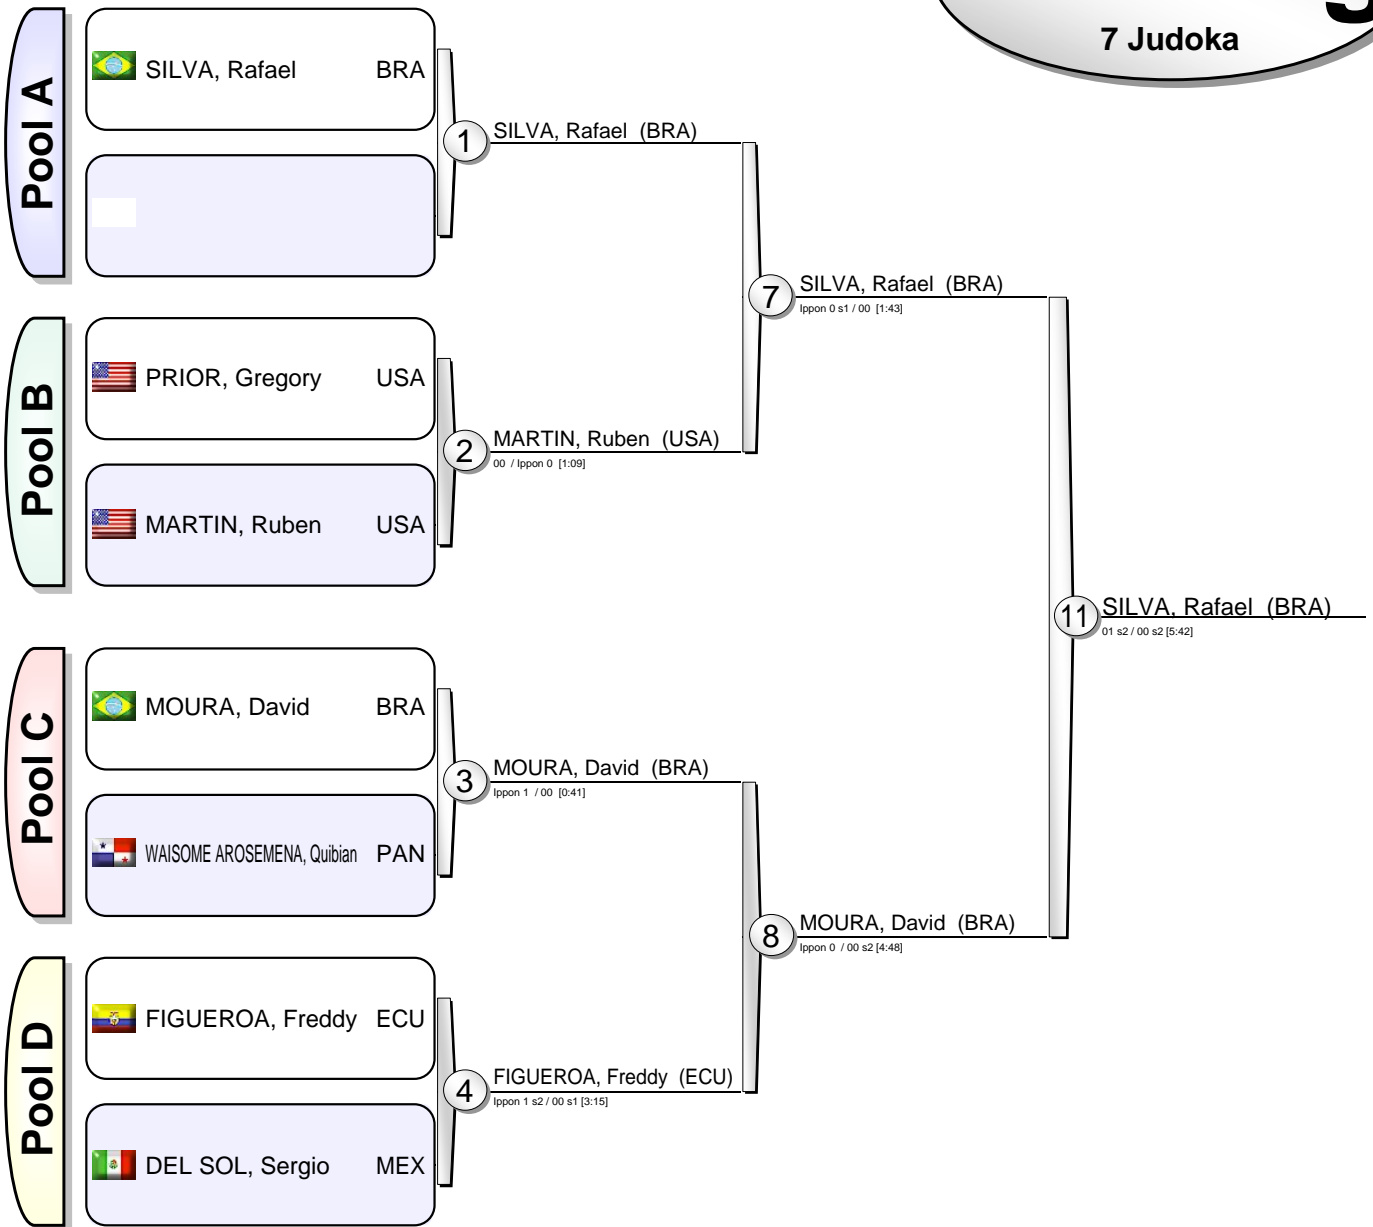 7 Judoka
Pool A
SILVA, Rafael BRA
1
SILVA, Rafael (BRA)
7
SILVA, Rafael (BRA)
Ippon 0 s1 / 00 [1:43]
Pool B
PRIOR, Gregory USA
2
MARTIN, Ruben (USA)
00 / Ippon 0 [1:09]
MARTIN, Ruben USA
11
SILVA, Rafael (BRA)
01 s2 / 00 s2 [5:42]
Pool C
MOURA, David BRA
3
MOURA, David (BRA)
Ippon 1 / 00 [0:41]
WAISOME AROSEMENA, Quibian PAN
8
MOURA, David (BRA)
Ippon 0 / 00 s2 [4:48]
Pool D
FIGUEROA, Freddy ECU
4
FIGUEROA, Freddy (ECU)
Ippon 1 s2 / 00 s1 [3:15]
DEL SOL, Sergio MEX